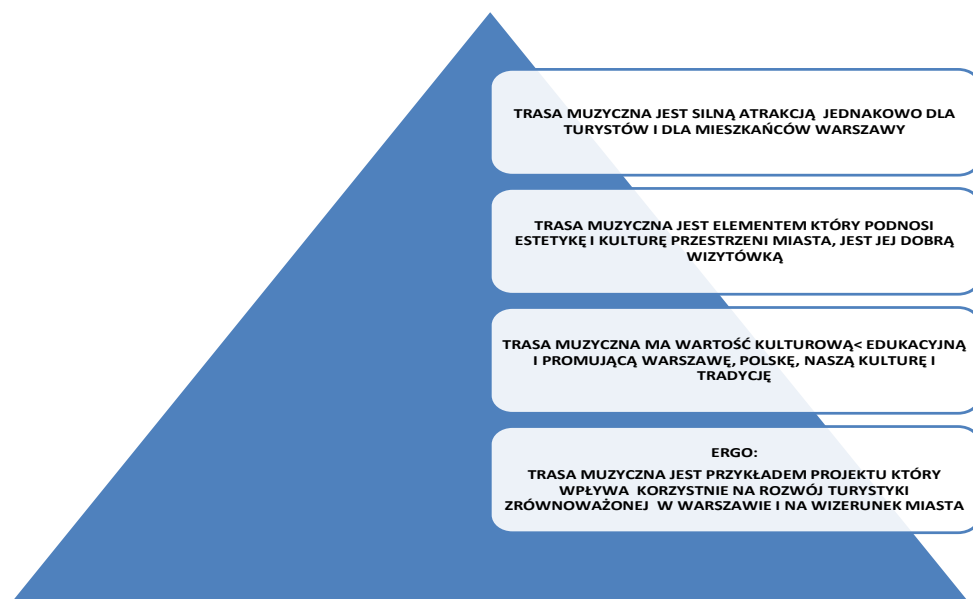 TRASA MUZYCZNA JEST SILNĄ ATRAKCJĄ  JEDNAKOWO DLA
TURYSTÓW I DLA MIESZKAŃCÓW WARSZAWY
TRASA MUZYCZNA JEST ELEMENTEM KTÓRY PODNOSI
ESTETYKĘ I KULTURĘ PRZESTRZENI MIASTA, JEST JEJ DOBRĄ
WIZYTÓWKĄ
TRASA MUZYCZNA MA WARTOŚĆ KULTUROWĄ< EDUKACYJNĄ
I PROMUJĄCĄ WARSZAWĘ, POLSKĘ, NASZĄ KULTURĘ I
TRADYCJĘ
ERGO:
TRASA MUZYCZNA JEST PRZYKŁADEM PROJEKTU KTÓRY
WPŁYWA  KORZYSTNIE NA ROZWÓJ TURYSTYKI
ZRÓWNOWAŻONEJ  W WARSZAWIE I NA WIZERUNEK MIASTA